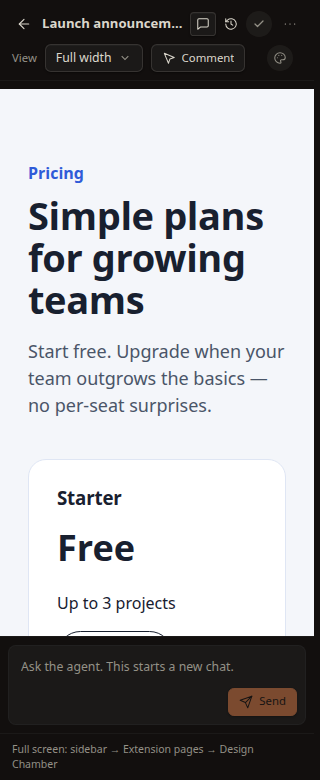 Launch announcem...
View
Full width
Comment
Pricing
Simple plans
for growing
teams
Start free. Upgrade when your
team outgrows the basics —
no per-seat surprises.
Starter
Free
Up to 3 projects
Ask the agent. This starts a new chat.
Send
Full screen: sidebar → Extension pages → Design
Chamber